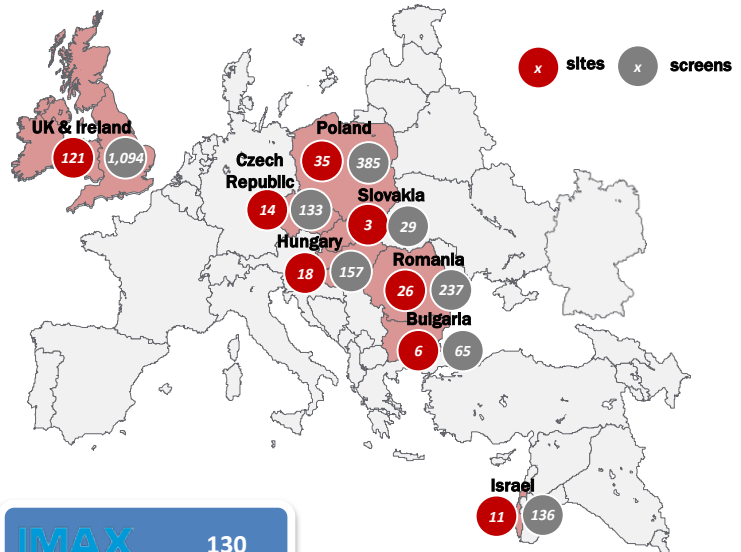 x sites x screens
UK & Ireland
121 1,094
Poland
35 385
Czech
Republic
14 133
Slovakia
3 29
Hungary
18 157
Romania
26 237
Bulgaria
6 65
Israel
11 136
IMAX 130